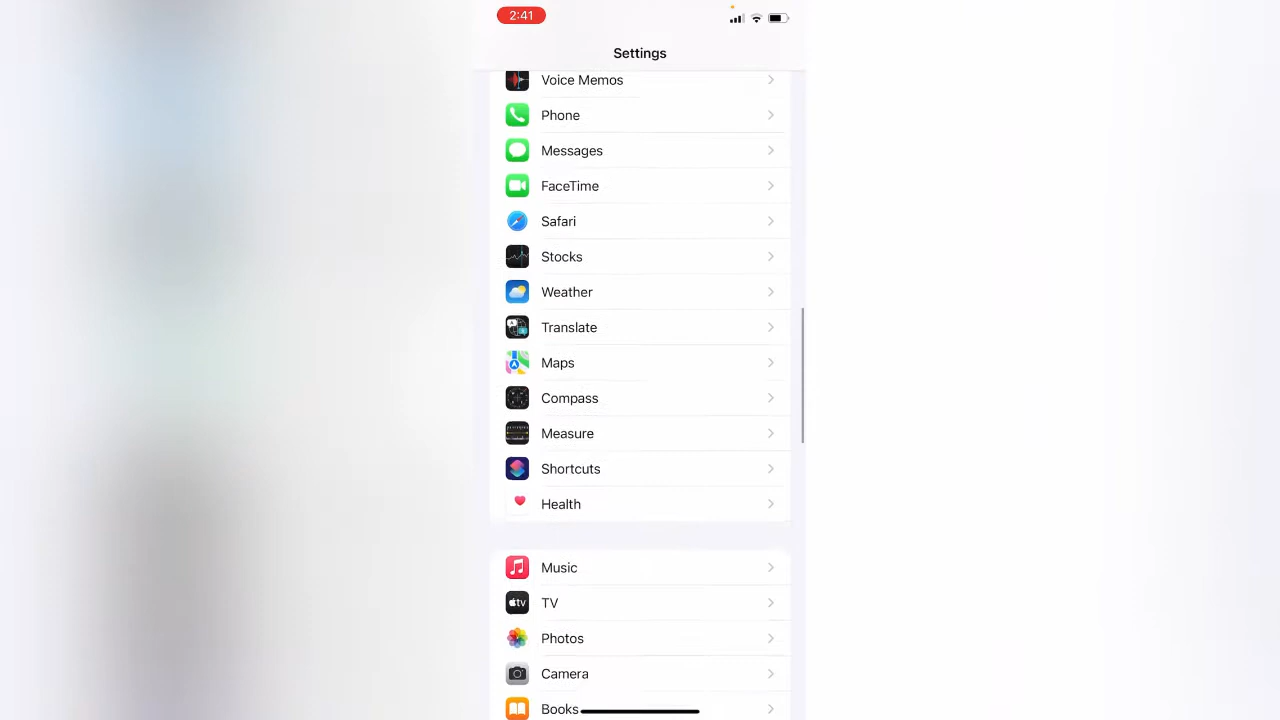 2:41
Settings
Voice Memos
Phone
Messages
FaceTime
Safari
Stocks
Weather
Translate
Maps
Compass
Measure
Shortcuts
Health
Music
tv TV
Photos
Camera
Books